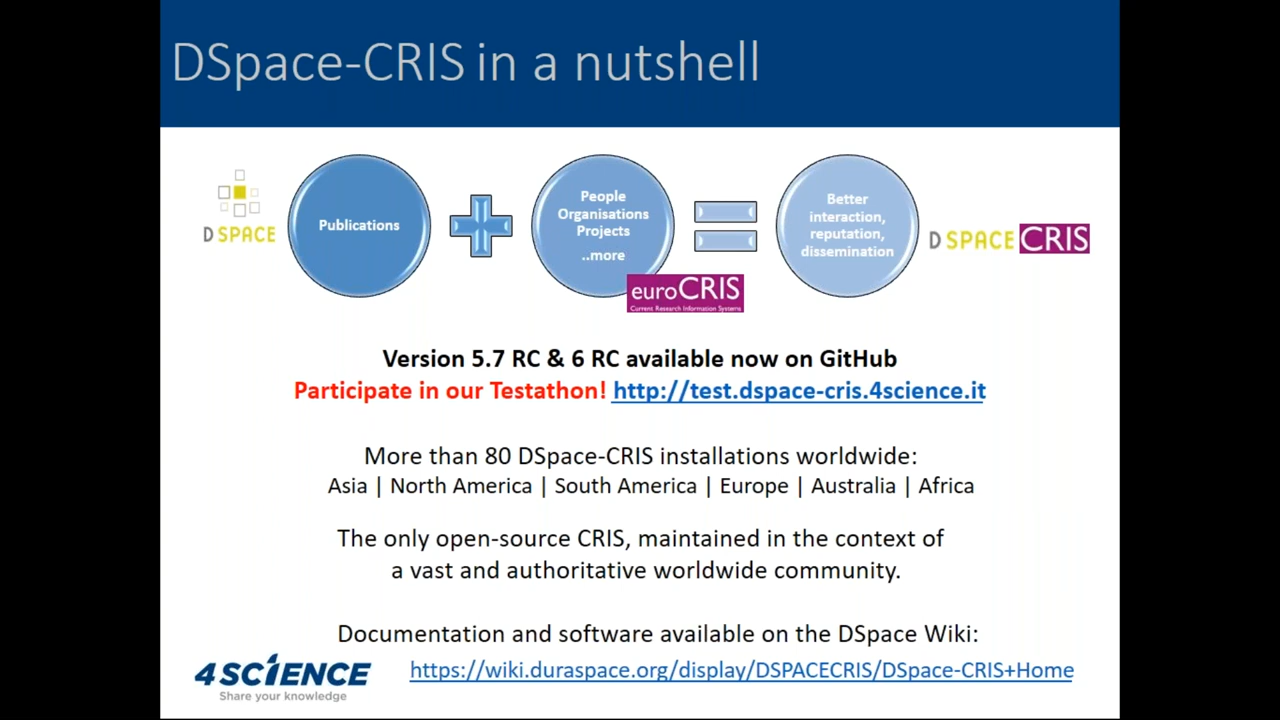 DSpace-CRIS in a nutshell
D SPACE
Publications
People
Organisations
Projects
..more
euroCRIS
Current Research Information Systems
Better
interaction,
reputation,
dissemination
D SPACE CRIS
Version 5.7 RC & 6 RC available now on GitHub
Participate in our Testathon! http://test.dspace-cris.4science.it
More than 80 DSpace-CRIS installations worldwide:
Asia | North America | South America | Europe | Australia | Africa
The only open-source CRIS, maintained in the context of
a vast and authoritative worldwide community.
Documentation and software available on the DSpace Wiki:
https://wiki.duraspace.org/display/DSPACECRIS/DSpace-CRIS+Home
4SCIENCE
Share your knowledge